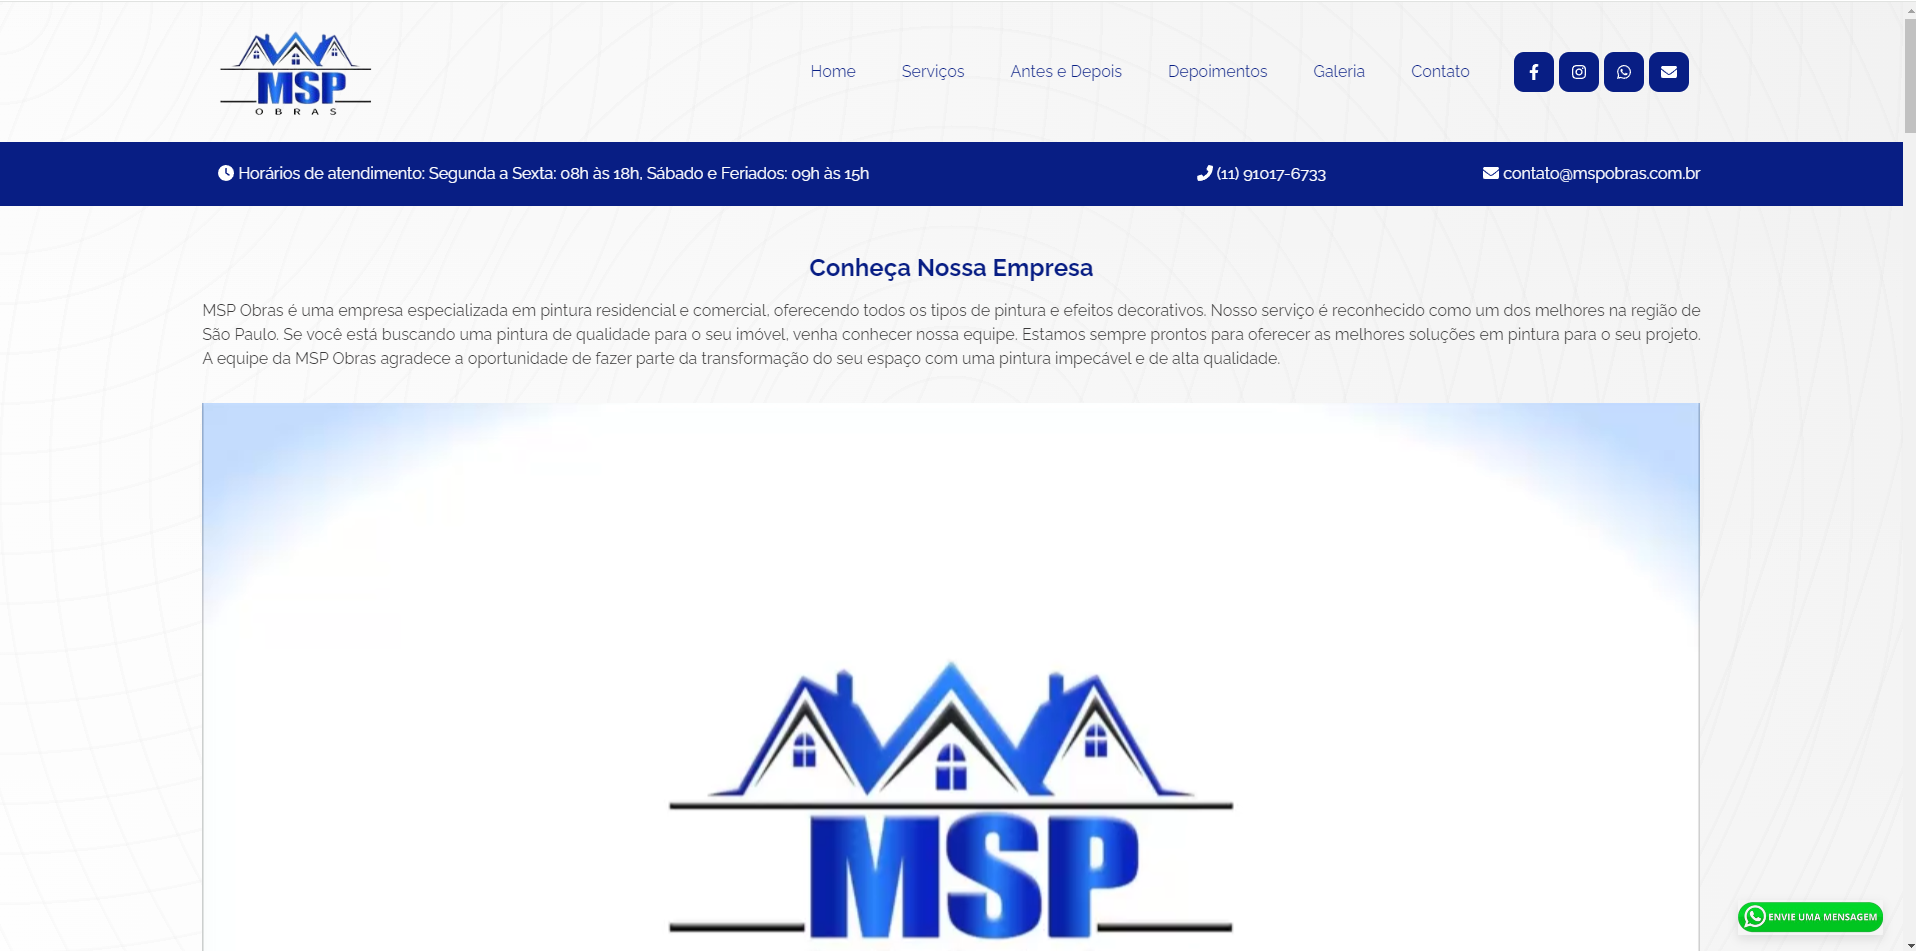 MSP
OBRAS
Home
Serviços
Antes e Depois
Depoimentos
Galeria
Contato
Horários de atendimento: Segunda a Sexta: 08h às 18h, Sábado e Feriados: 09h às 15h
(11) 91017-6733
contato@mspobras.com.br
Conheça Nossa Empresa
MSP Obras é uma empresa especializada em pintura residencial e comercial, oferecendo todos os tipos de pintura e efeitos decorativos. Nosso serviço é reconhecido como um dos melhores na região de
São Paulo. Se você está buscando uma pintura de qualidade para o seu imóvel, venha conhecer nossa equipe. Estamos sempre prontos para oferecer as melhores soluções em pintura para o seu projeto.
A equipe da MSP Obras agradece a oportunidade de fazer parte da transformação do seu espaço com uma pintura impecável e de alta qualidade.
MSP
ENVIE UMA MENSAGEM